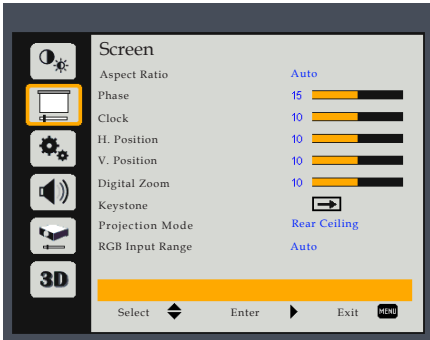 Screen
Aspect Ratio Auto
Phase 15
Clock 10
H. Position 10
V. Position 10
Digital Zoom 10
Keystone
Projection Mode Rear Ceiling
RGB Input Range Auto
3D
Select Enter Exit MENU